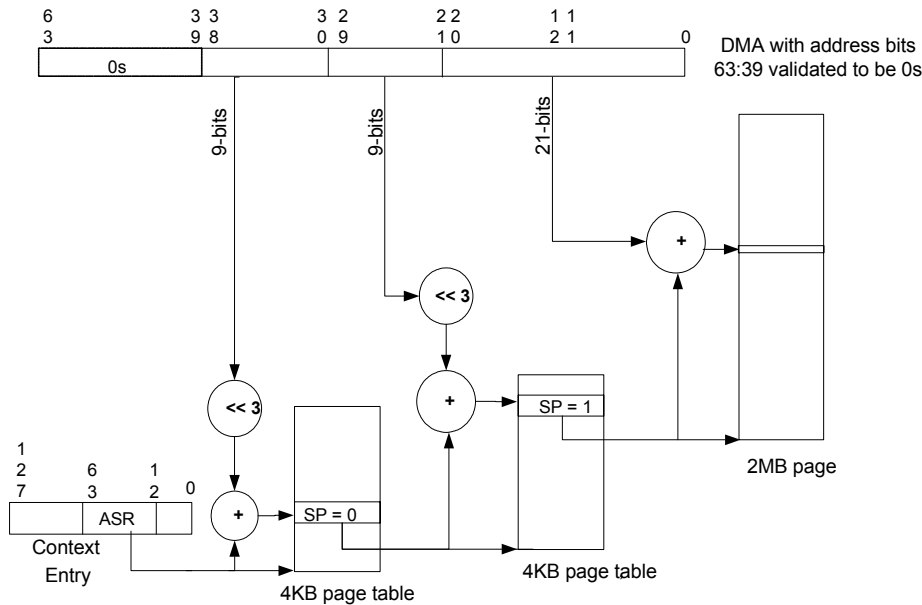 6 3 3 2 2 2 1 1
3 9 8 0 9 1 0 2 1 0
0s
DMA with address bits
63:39 validated to be 0s
9-bits
9-bits
21-bits
+
<< 3
<< 3
+
SP = 1
2MB page
1 6 1
2 3 2 0
7
ASR
+
SP = 0
Context
Entry
4KB page table
4KB page table